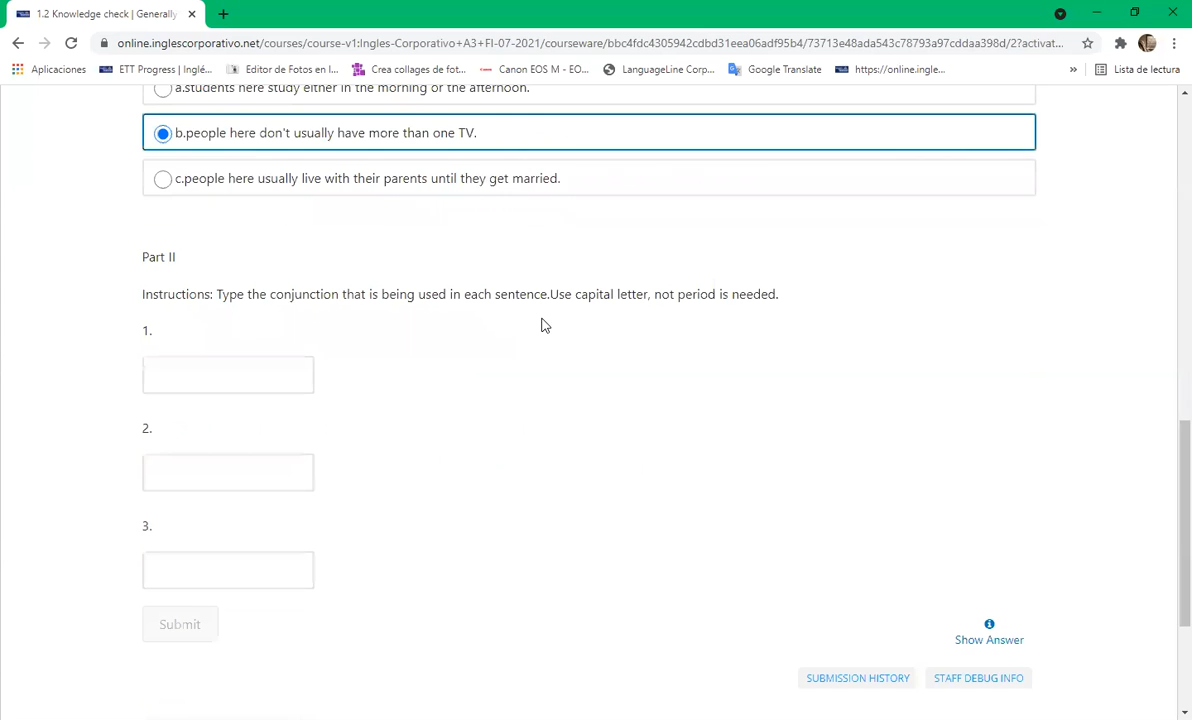 1.2 Knowledge check | Generally
online.inglescorporativo.net/courses/course-v1:Ingles-Corporativo+A3+FI-07-2021/courseware/bbc4fdc4305942cdbd31eea06adf95b4/73713e48ada543c78793a97cddaa398d/2?activat...
Aplicaciones ETT Progress | Inglé... Editor de Fotos en l... Crea collages de fot... Canon EOS M - EO... LanguageLine Corp... Google Translate https://online.ingle... » Lista de lectura
a.students here study either in the morning or the afternoon.
b.people here don't usually have more than one TV.
c.people here usually live with their parents until they get married.
Part II
Instructions: Type the conjunction that is being used in each sentence.Use capital letter, not period is needed.
1.
2.
3.
Submit
Show Answer
SUBMISSION HISTORY STAFF DEBUG INFO